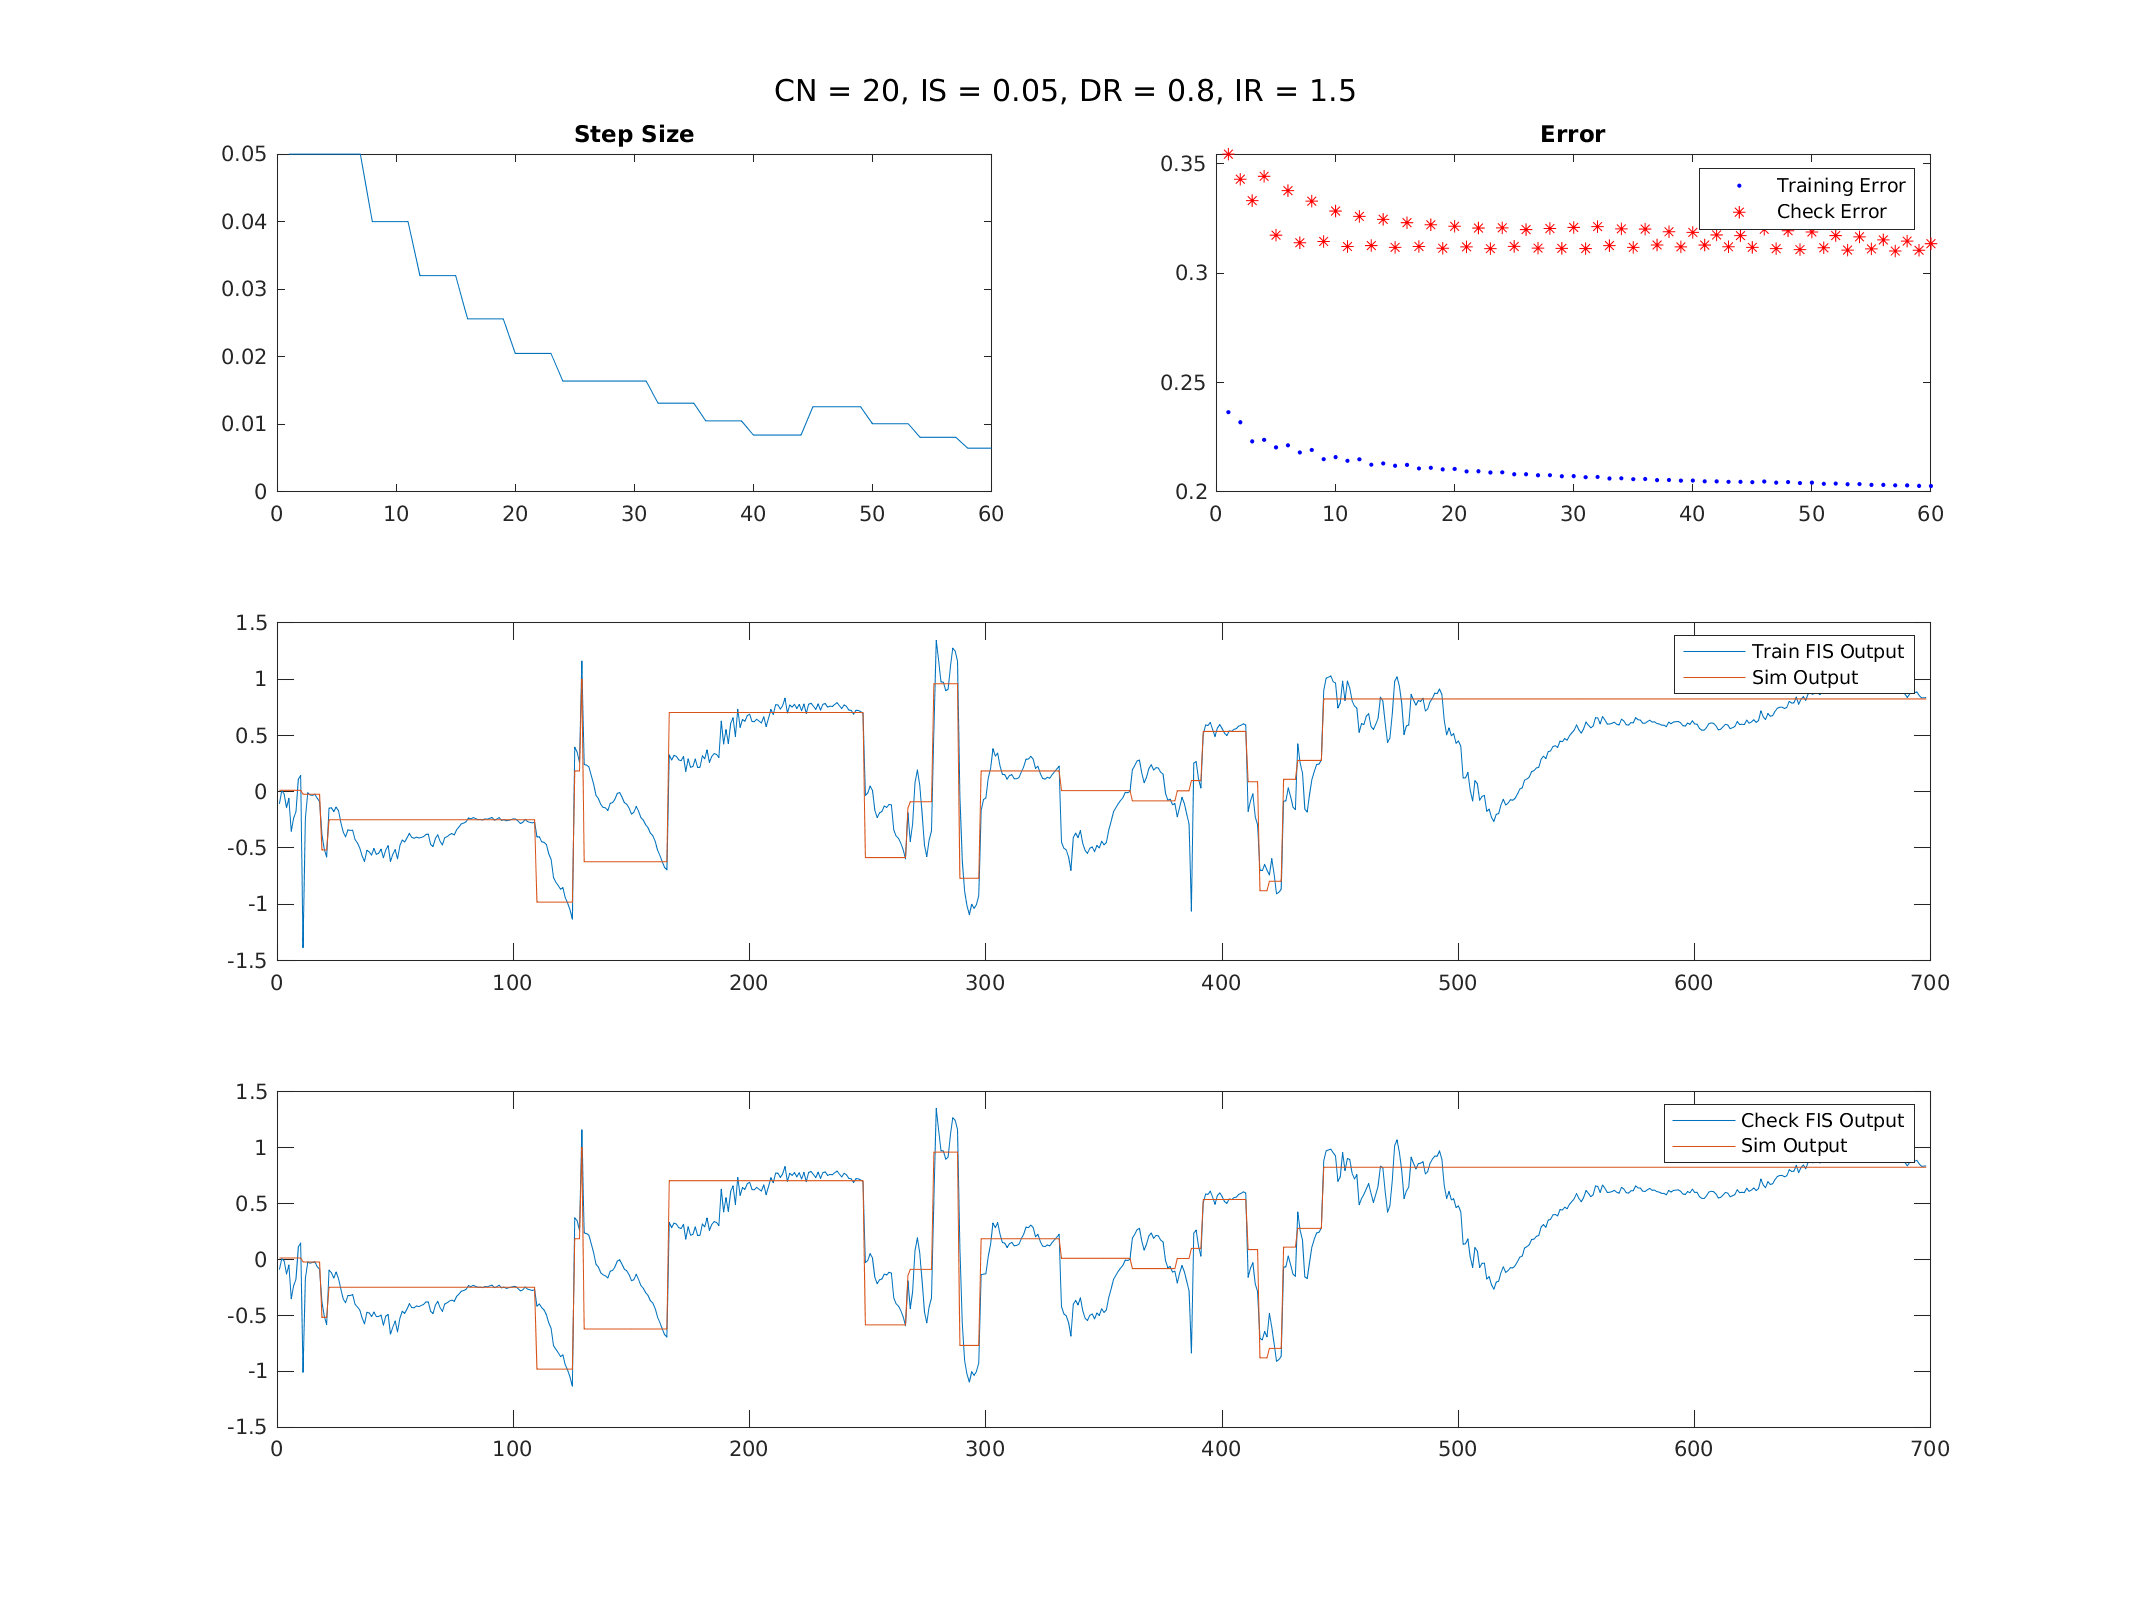 CN = 20, IS = 0.05, DR = 0.8, IR = 1.5
Step Size
0.05
0.04
0.03
0.02
0.01
0
0 10 20 30 40 50 60
Error
0.35
0.3
0.25
0.2
0 10 20 30 40 50 60
Training Error
Check Error
1.5
1
0.5
0
-0.5
-1
-1.5
0 100 200 300 400 500 600 700
Train FIS Output
Sim Output
1.5
1
0.5
0
-0.5
-1
-1.5
0 100 200 300 400 500 600 700
Check FIS Output
Sim Output